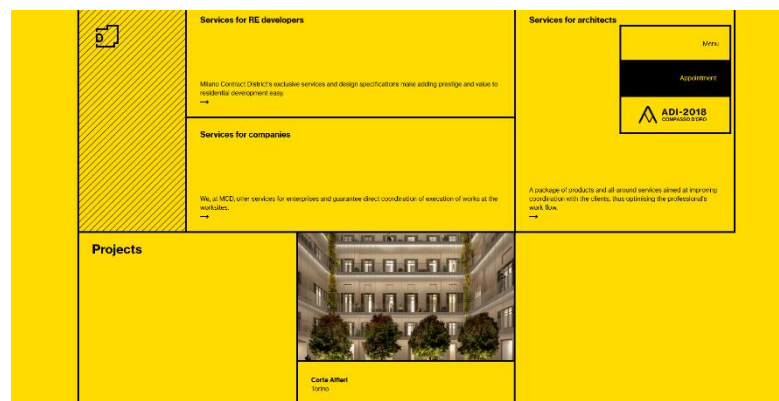 D
Services for RE developers
Milano Contract District's exclusive services and design specifications make adding prestige and value to
residential development easy.
Services for companies
We, at MCD, offer services for enterprises and guarantee direct coordination of execution of works at the
worksites.
Services for architects
Menu
Appointment
ADI-2018
COMPASSO D'ORO
A package of products and all-around services aimed at improving
coordination with the clients, thus optimising the professional's
work flow.
Projects
Corte Alfieri
Torino